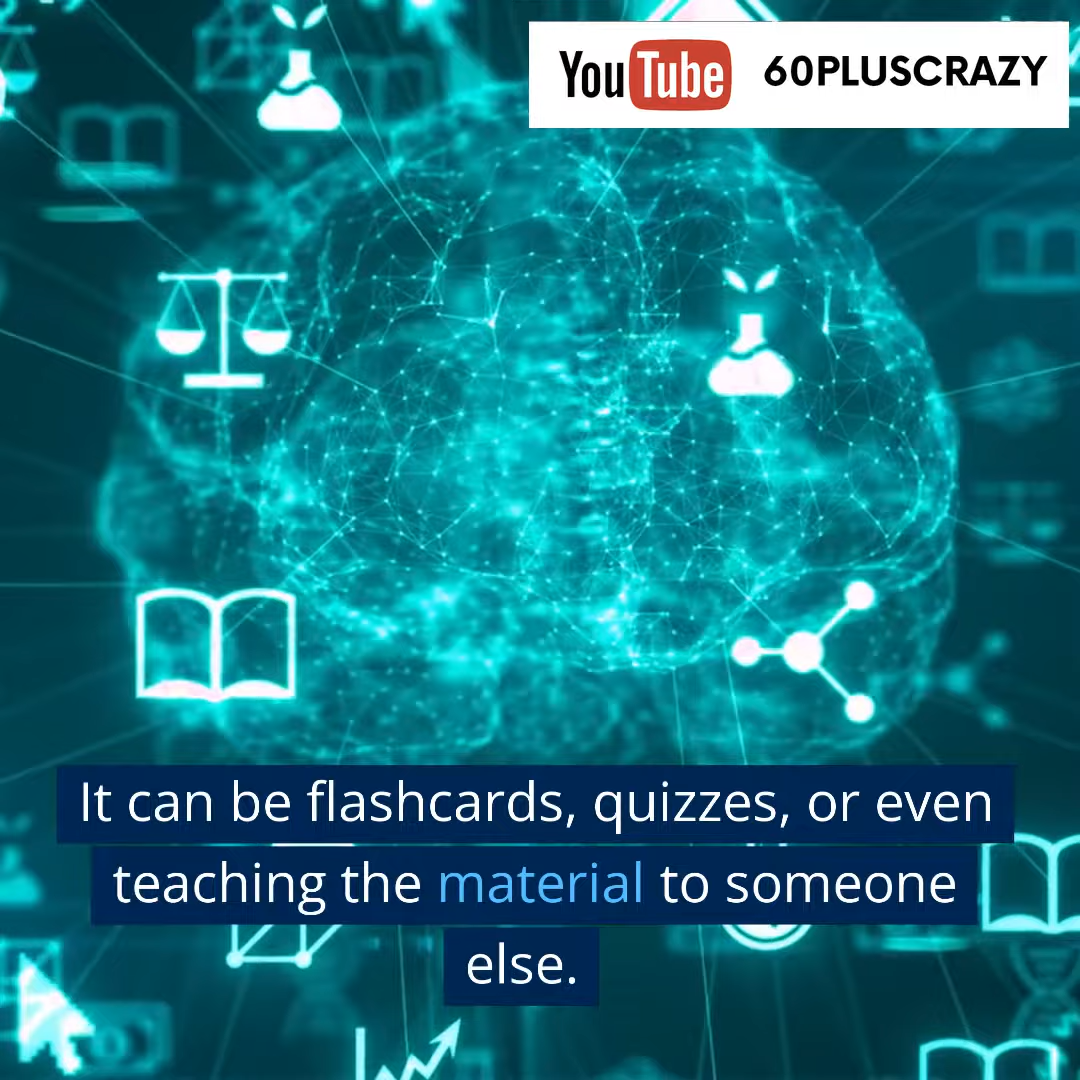 YouTube 60PLUSCRAZY
It can be flashcards, quizzes, or even
teaching the material to someone
else.